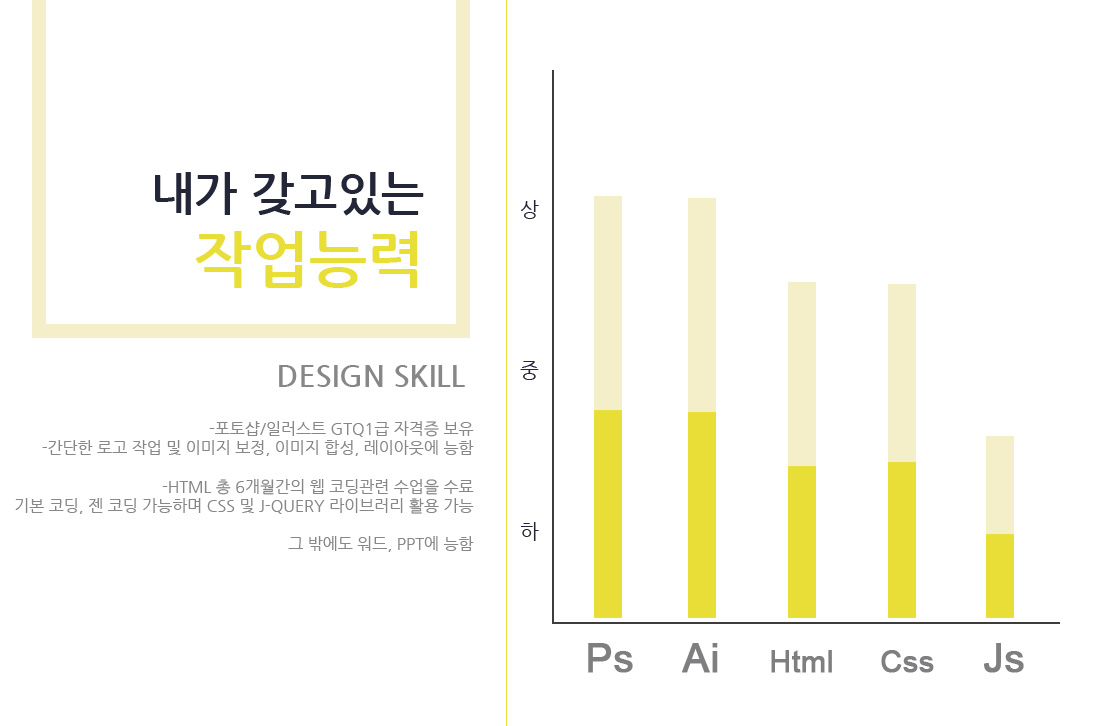 내가 갖고있는
작업능력
DESIGN SKILL
-포토샵/일러스트 GTQ1급 자격증 보유
-간단한 로고 작업 및 이미지 보정, 이미지 합성, 레이아웃에 능함
-HTML 총 6개월간의 웹 코딩관련 수업을 수료
기본 코딩, 젠 코딩 가능하며 CSS 및 J-QUERY 라이브러리 활용 가능
그 밖에도 워드, PPT에 능함
상
중
하
Ps Ai Html Css Js